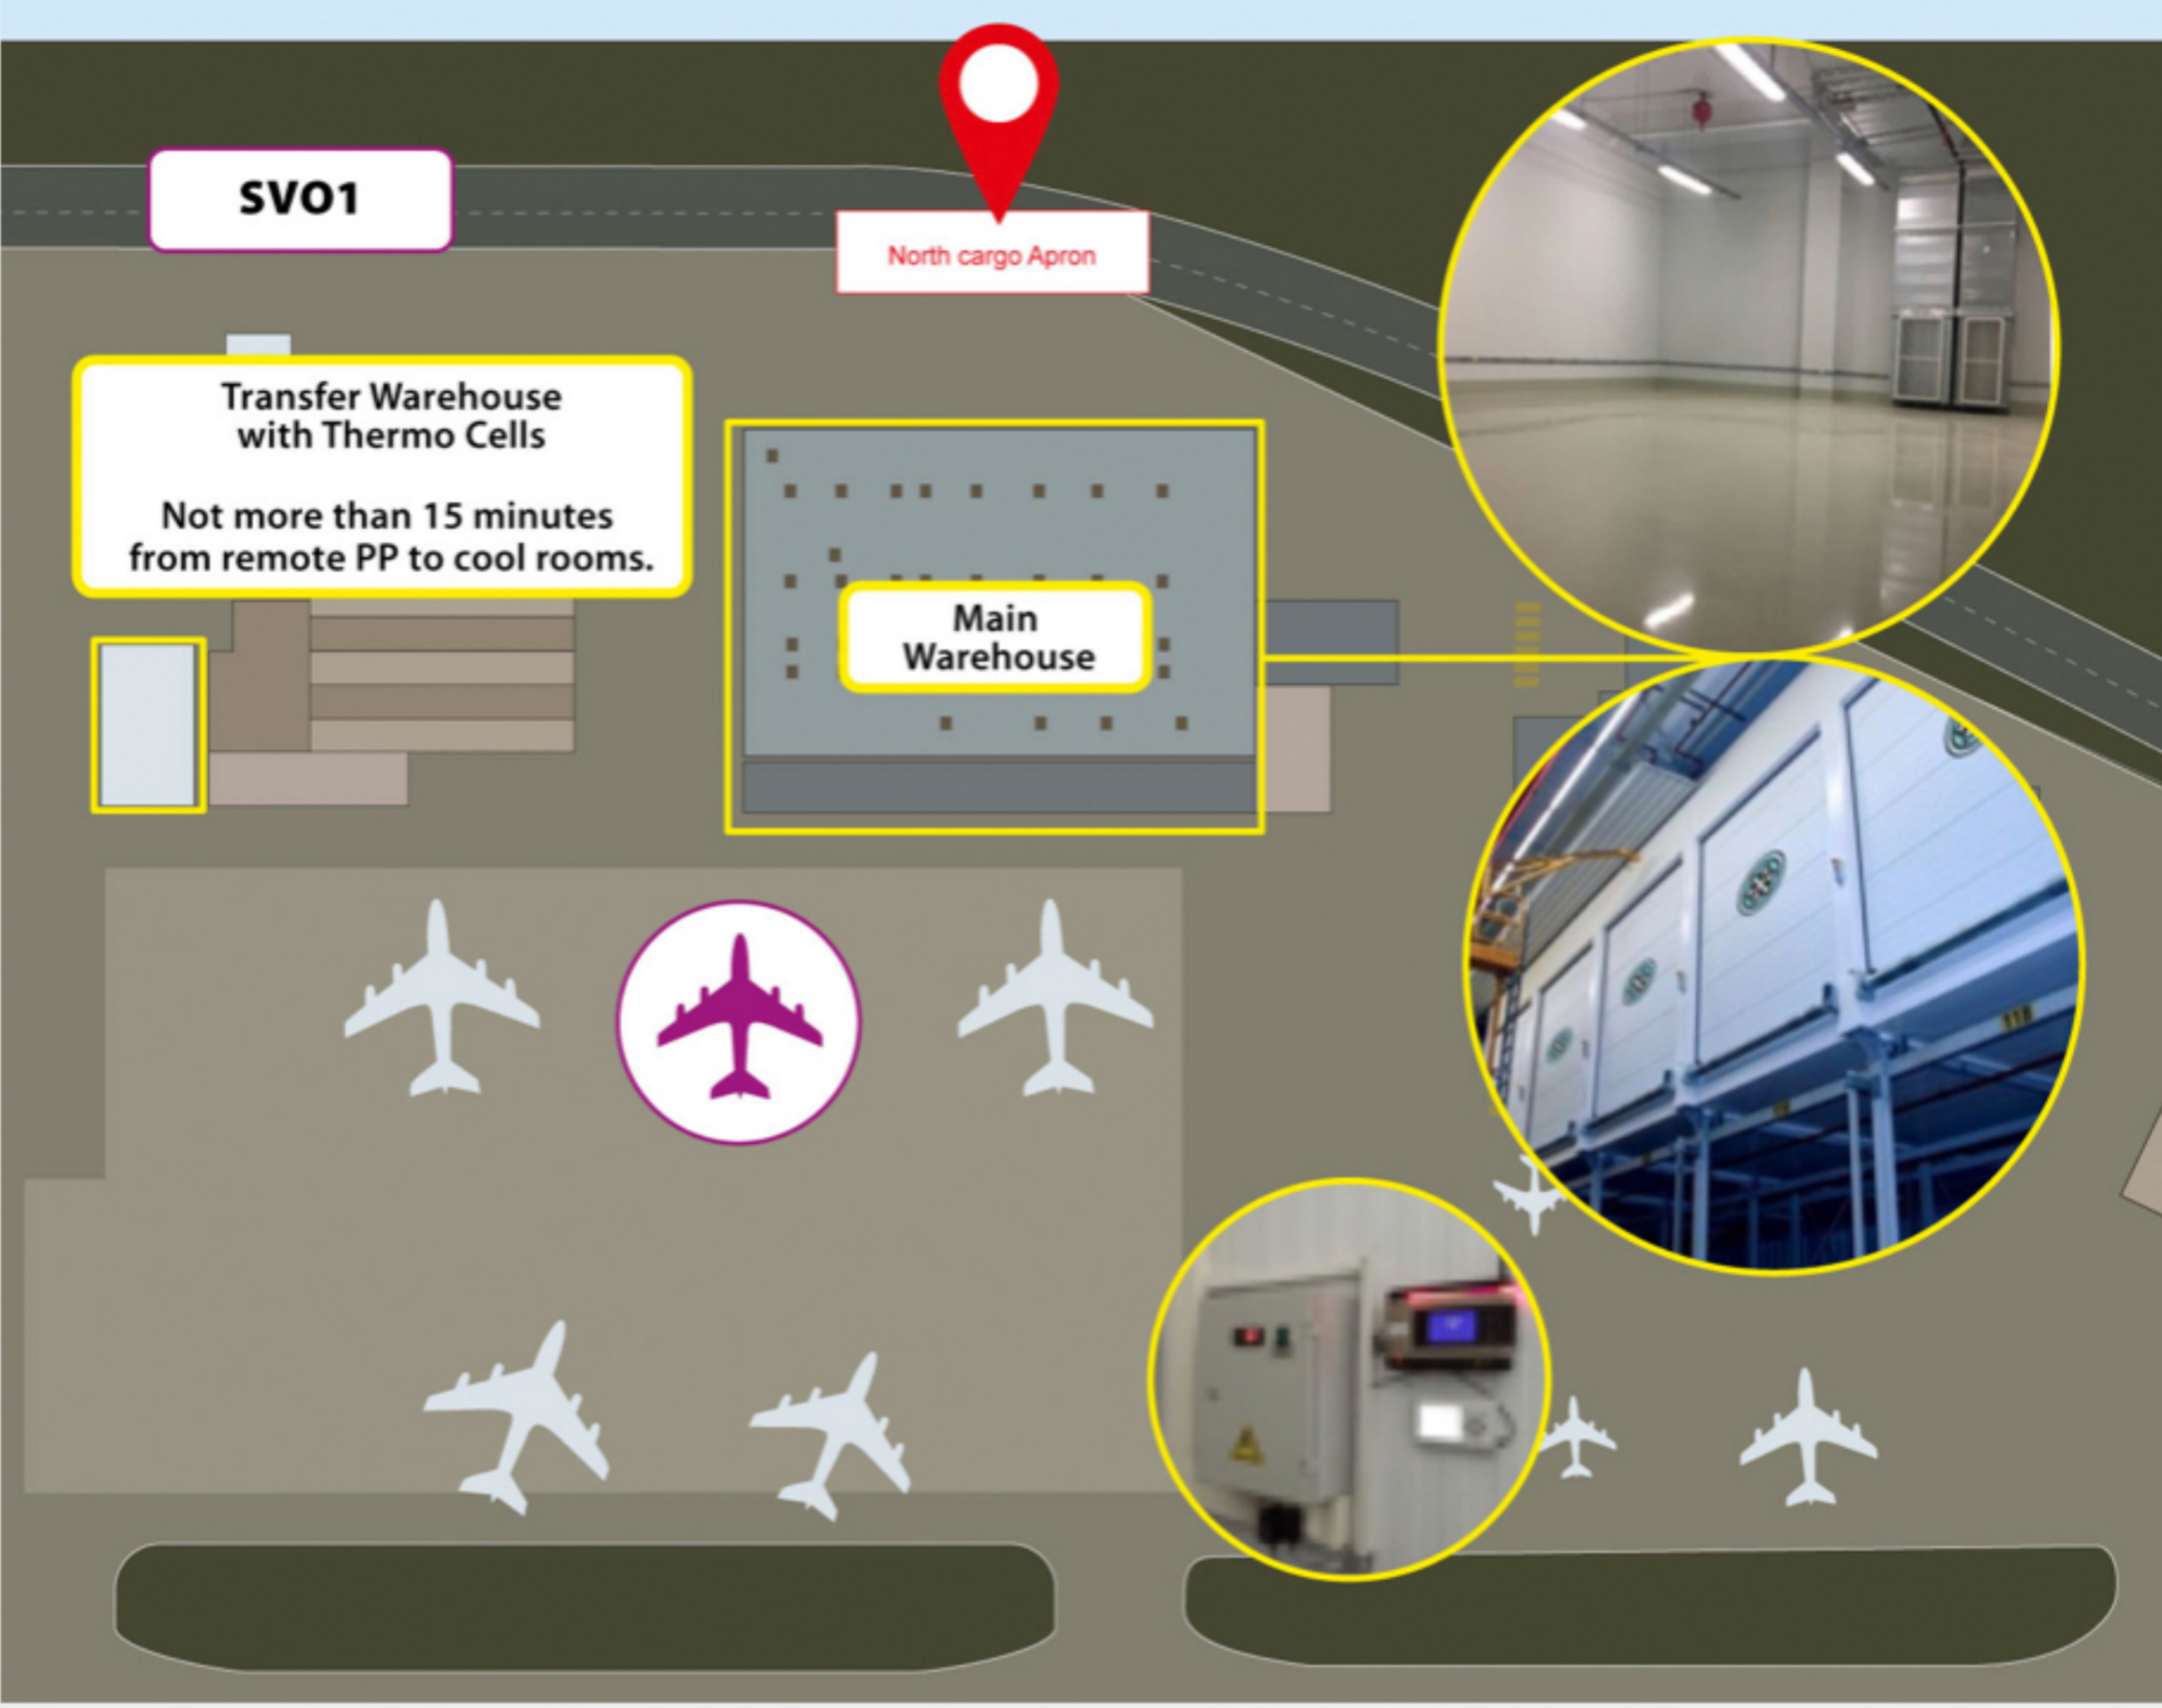 SVO1
North cargo Apron
Transfer Warehouse
with Thermo Cells
Not more than 15 minutes
from remote PP to cool rooms.
Main
Warehouse
118